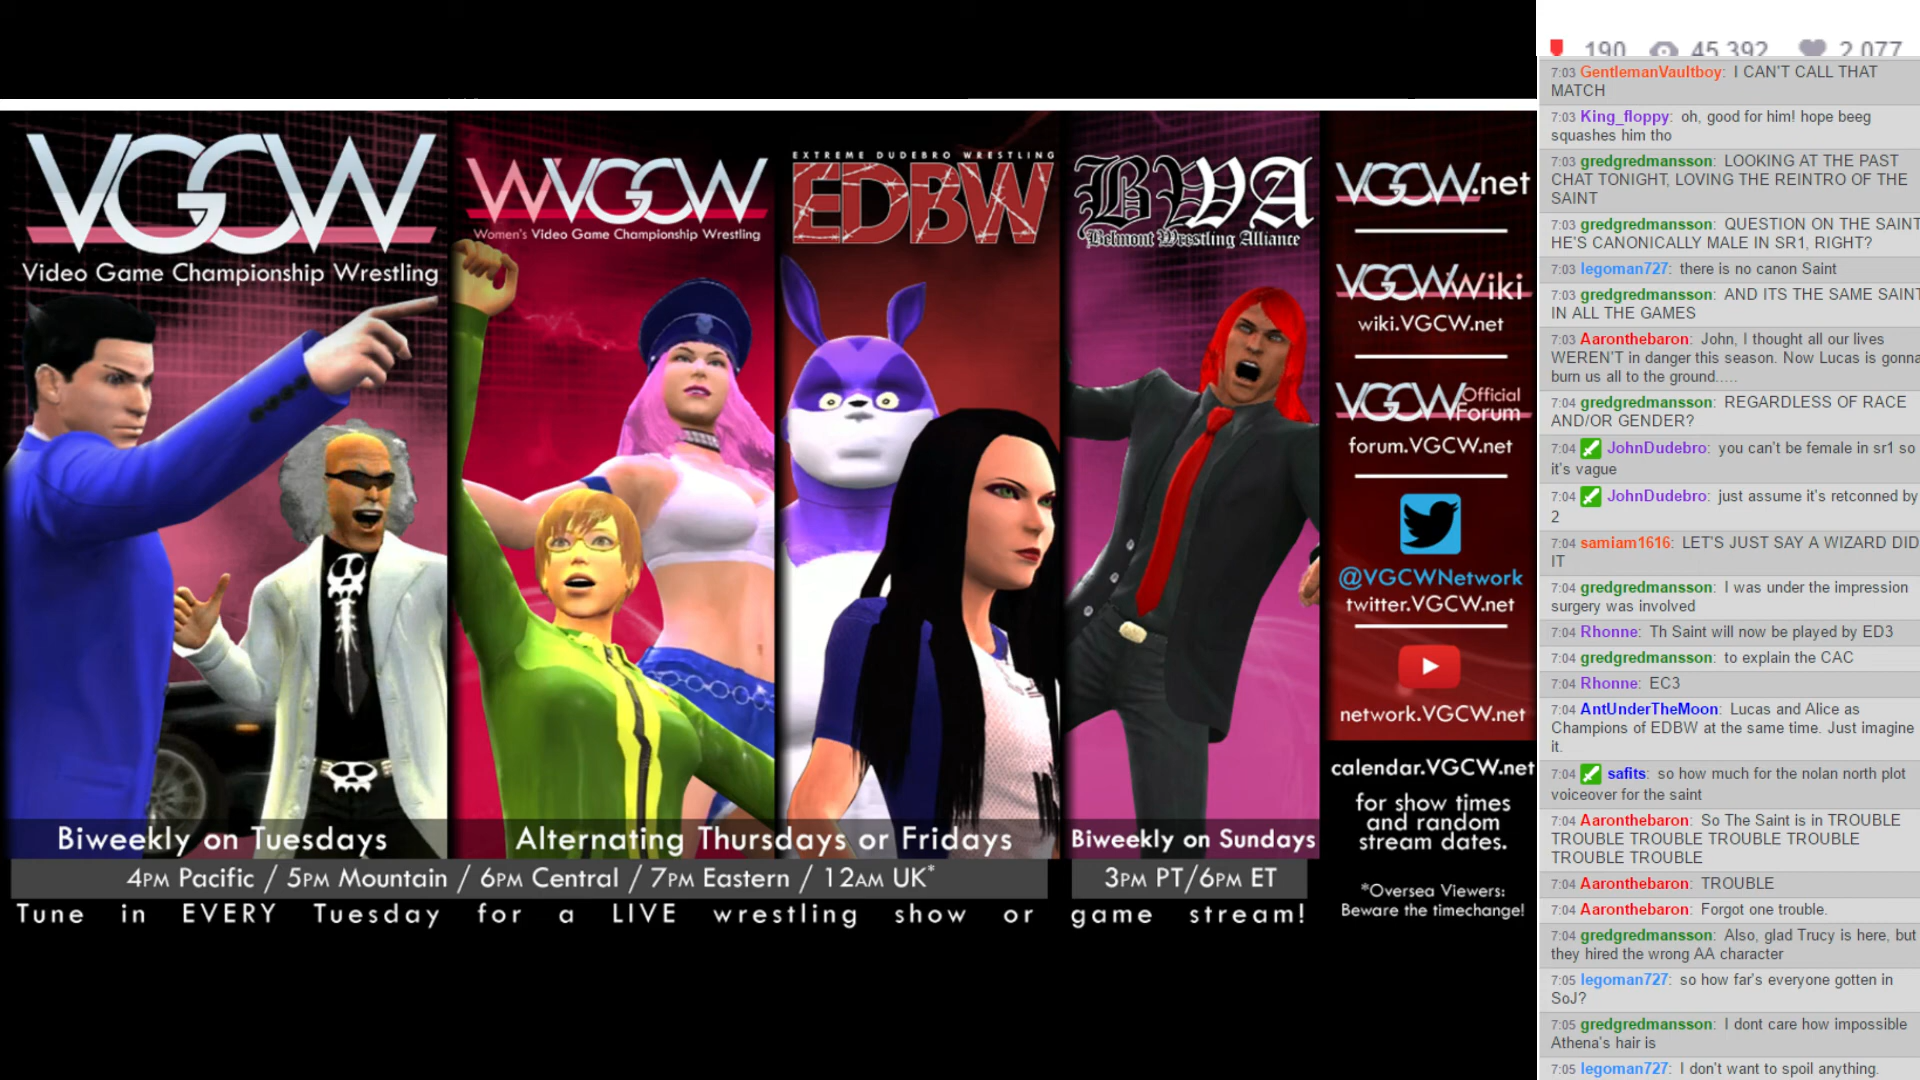 VGCW
Video Game Championship Wrestling
WVGCW
Women's Video Game Championship Wrestling
EXTREME DUDEBRO WRESTLING
EDBW
BWA
Belmont Wrestling Alliance
VGCW.net
VGCWWiki
wiki.VGCW.net
VGCW Official Forum
forum.VGCW.net
@VGCWNetwork
twitter.VGCW.net
network.VGCW.net
calendar.VGCW.net
for show times
and random
stream dates.
*Oversea Viewers:
Beware the timechange!
Biweekly on Tuesdays
Alternating Thursdays or Fridays
Biweekly on Sundays
4PM Pacific / 5PM Mountain / 6PM Central / 7PM Eastern / 12AM UK*
3PM PT/6PM ET
Tune in EVERY Tuesday for a LIVE wrestling show or game stream!
190 45,392 2,077
7:03 GentlemanVaultboy: I CAN'T CALL THAT
MATCH
7:03 King_floppy: oh, good for him! hope beeg
squashes him tho
7:03 gredgredmansson: LOOKING AT THE PAST
CHAT TONIGHT, LOVING THE REINTRO OF THE
SAINT
7:03 gredgredmansson: QUESTION ON THE SAINT
HE'S CANONICALLY MALE IN SR1, RIGHT?
7:03 legoman727: there is no canon Saint
7:03 gredgredmansson: AND ITS THE SAME SAINT
IN ALL THE GAMES
7:03 Aaronthebaron: John, I thought all our lives
WEREN'T in danger this season. Now Lucas is gonna
burn us all to the ground.....
7:04 gredgredmansson: REGARDLESS OF RACE
AND/OR GENDER?
7:04 JohnDudebro: you can't be female in sr1 so
it's vague
7:04 JohnDudebro: just assume it's retconned by
2
7:04 samiam1616: LET'S JUST SAY A WIZARD DID
IT
7:04 gredgredmansson: I was under the impression
surgery was involved
7:04 Rhonne: Th Saint will now be played by ED3
7:04 gredgredmansson: to explain the CAC
7:04 Rhonne: EC3
7:04 AntUnderTheMoon: Lucas and Alice as
Champions of EDBW at the same time. Just imagine
it.
7:04 safits: so how much for the nolan north plot
voiceover for the saint
7:04 Aaronthebaron: So The Saint is in TROUBLE
TROUBLE TROUBLE TROUBLE TROUBLE
TROUBLE TROUBLE
7:04 Aaronthebaron: TROUBLE
7:04 Aaronthebaron: Forgot one trouble.
7:04 gredgredmansson: Also, glad Trucy is here, but
they hired the wrong AA character
7:05 legoman727: so how far's everyone gotten in
SoJ?
7:05 gredgredmansson: I dont care how impossible
Athena's hair is
7:05 legoman727: I don't want to spoil anything.